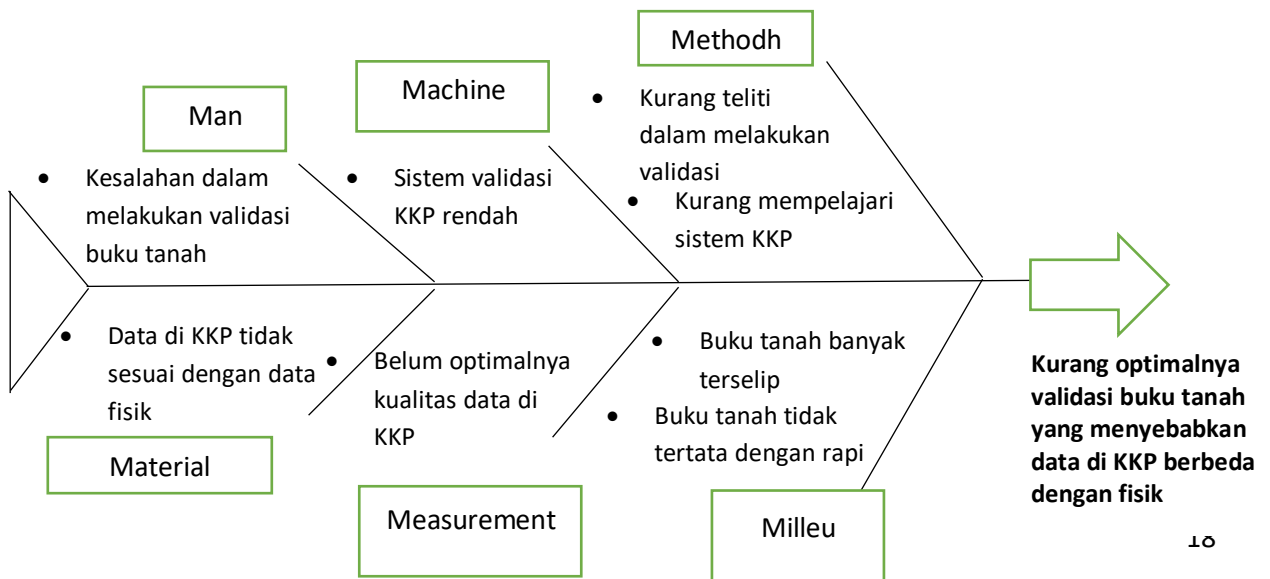 Methodh
Machine
Man
• Kurang teliti
dalam melakukan
validasi
• Kurang mempelajari
sistem KKP
• Sistem validasi
KKP rendah
• Kesalahan dalam
melakukan validasi
buku tanah
• Data di KKP tidak
sesuai dengan data
fisik
• Belum optimalnya
kualitas data di
KKP
• Buku tanah banyak
terselip
• Buku tanah tidak
tertata dengan rapi
Kurang optimalnya
validasi buku tanah
yang menyebabkan
data di KKP berbeda
dengan fisik
Material
Measurement
Milleu